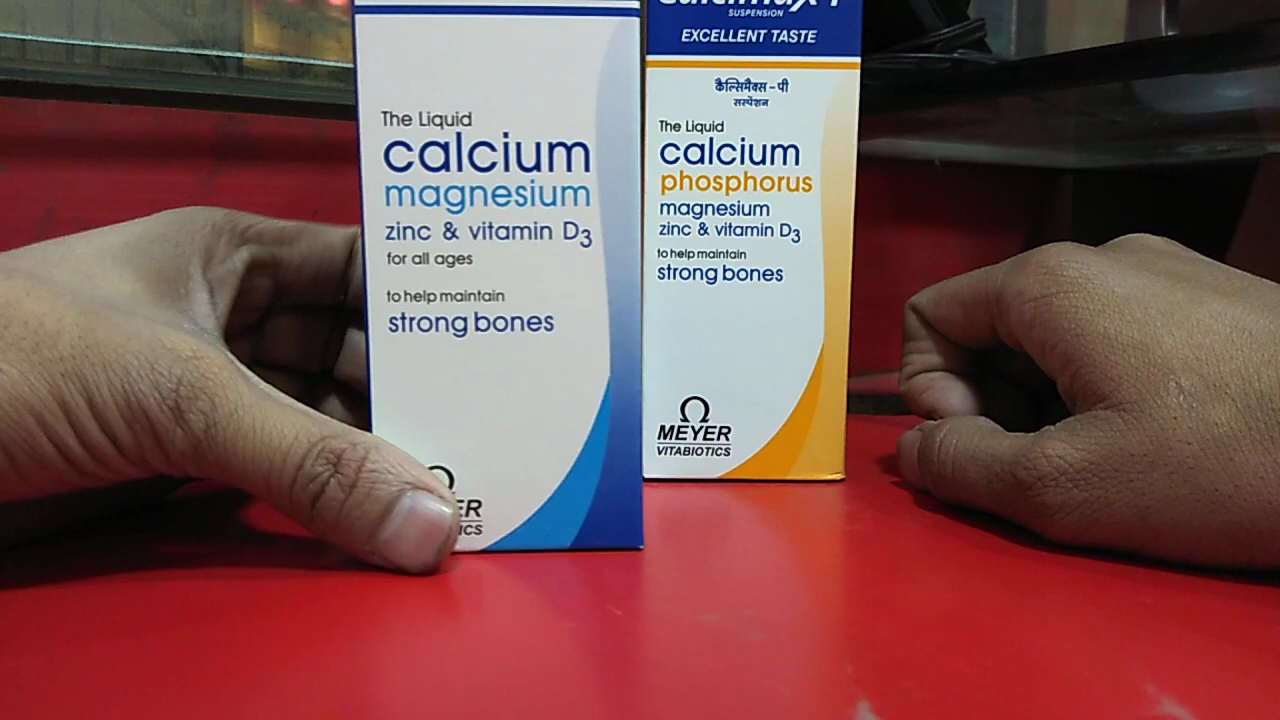 The Liquid
calcium
magnesium
zinc & vitamin D3
for all ages
to help maintain
strong bones
SUSPENSION
EXCELLENT TASTE
कैल्सिमैक्स - पी
सस्पेंशन
The Liquid
calcium
phosphorus
magnesium
zinc & vitamin D3
to help maintain
strong bones
MEYER
VITABIOTICS